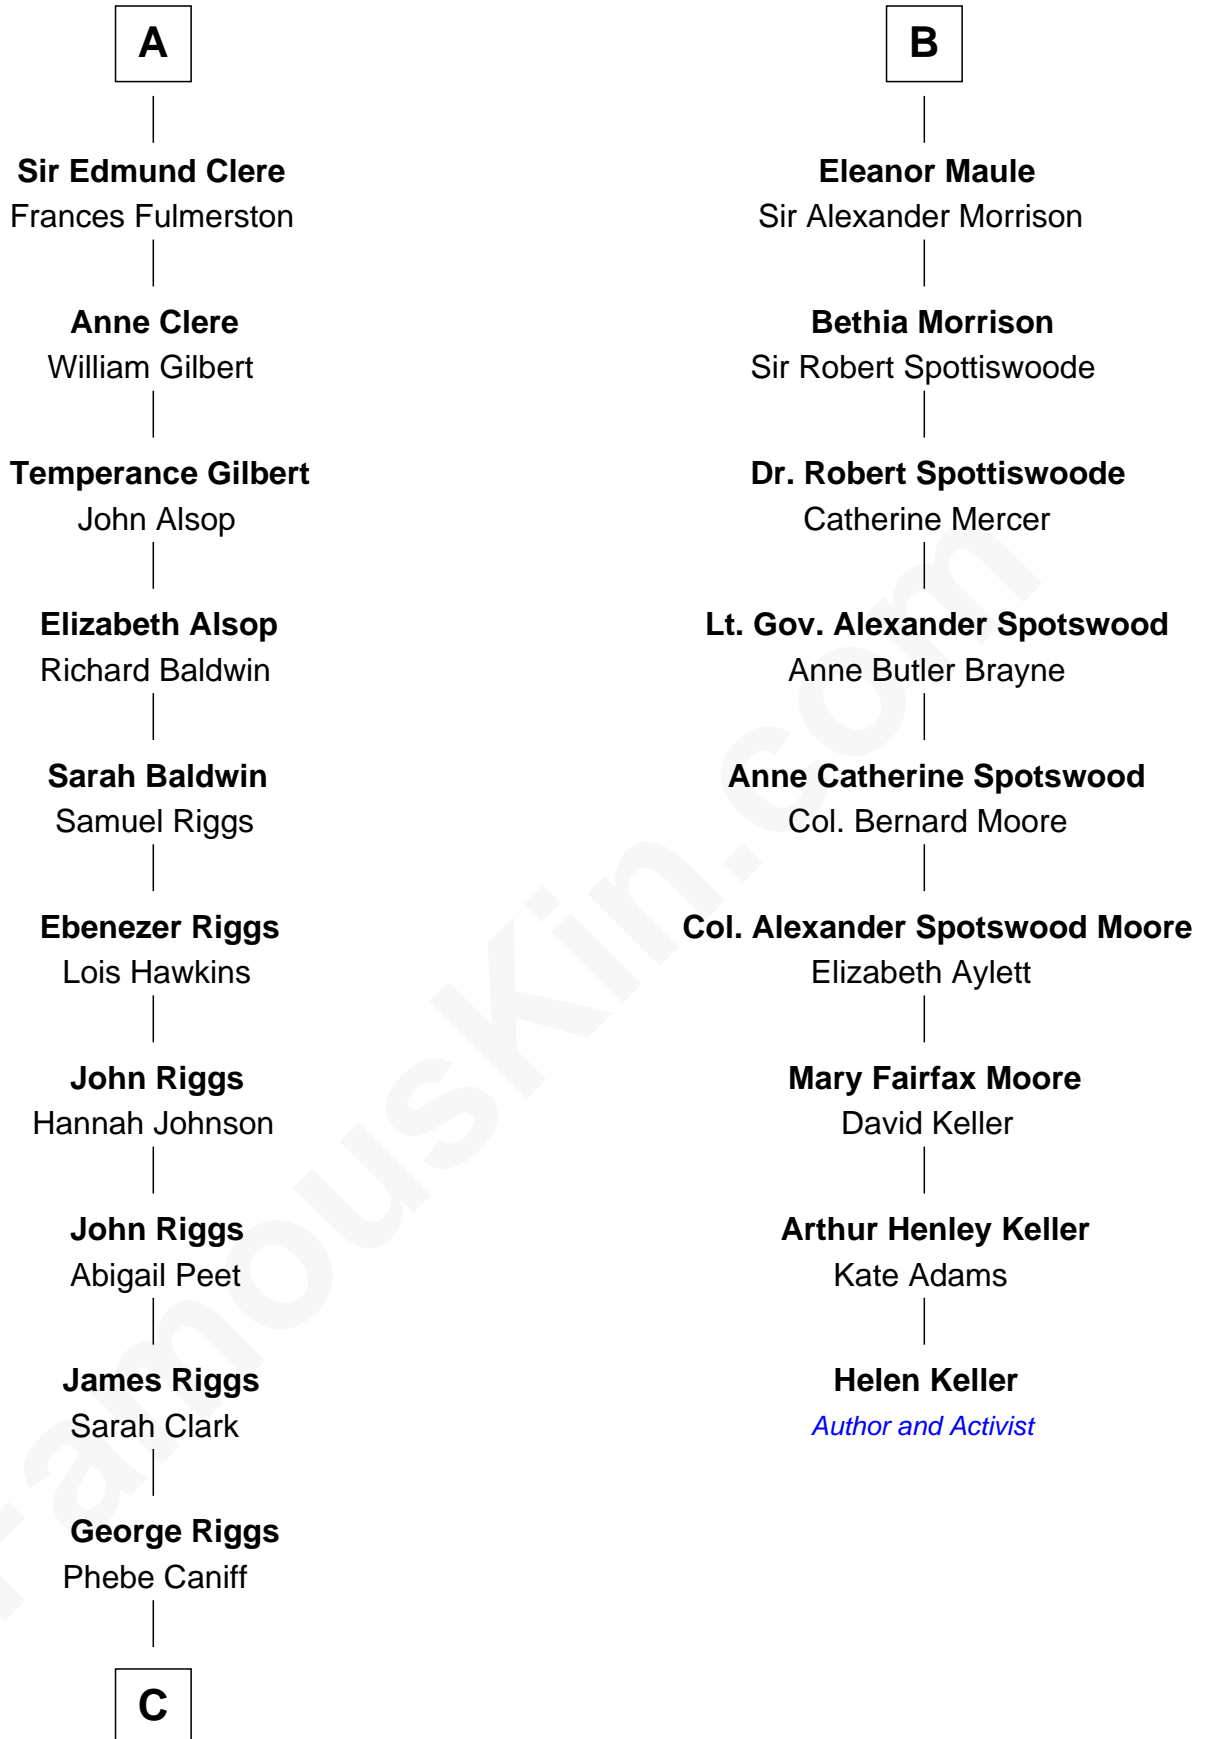 A
Sir Edmund Clere
Frances Fulmerston
Anne Clere
William Gilbert
Temperance Gilbert
John Alsop
Elizabeth Alsop
Richard Baldwin
Sarah Baldwin
Samuel Riggs
Ebenezer Riggs
Lois Hawkins
John Riggs
Hannah Johnson
John Riggs
Abigail Peet
James Riggs
Sarah Clark
George Riggs
Phebe Caniff
C
B
Eleanor Maule
Sir Alexander Morrison
Bethia Morrison
Sir Robert Spottiswoode
Dr. Robert Spottiswoode
Catherine Mercer
Lt. Gov. Alexander Spotswood
Anne Butler Brayne
Anne Catherine Spotswood
Col. Bernard Moore
Col. Alexander Spotswood Moore
Elizabeth Aylett
Mary Fairfax Moore
David Keller
Arthur Henley Keller
Kate Adams
Helen Keller
Author and Activist
FamousKin.com